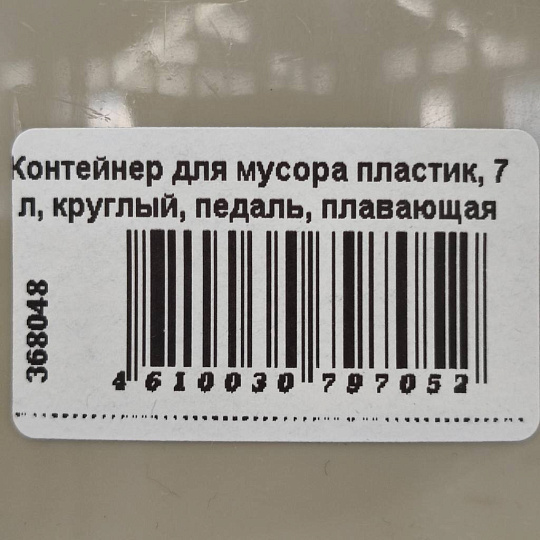 Контейнер для мусора пластик, 7
л, круглый, педаль, плавающая
368048
4 610030 797052